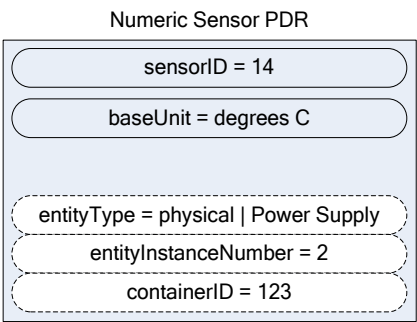 Numeric Sensor PDR
sensorID = 14
baseUnit = degrees C
entityType = physical | Power Supply
entityInstanceNumber = 2
containerID = 123